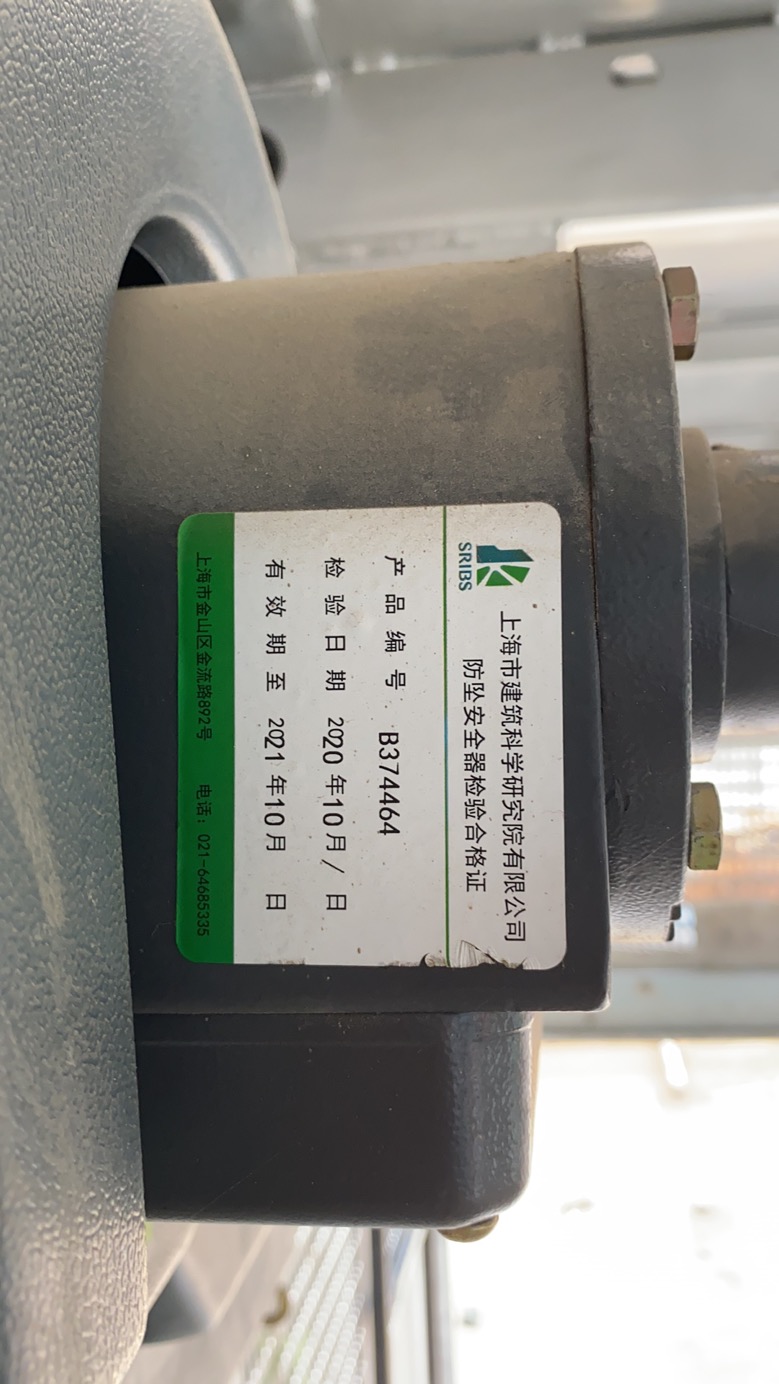 SRIBS
上海市建筑科学研究院有限公司
防坠安全器检验合格证
产品编号 B374464
检验日期 2020年10月/日
有效期至 2021年10月 日
上海市金山区金流路892号 电话：021-64685335